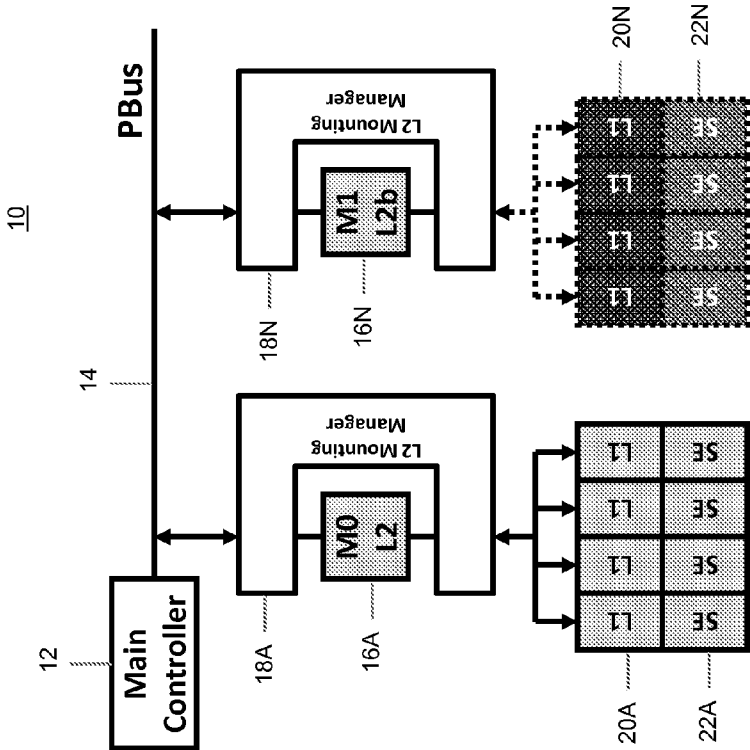 10
12
14
Main
Controller
PBus
18A
L2 Mounting
Manager
16A
M0
L2
18N
L2 Mounting
Manager
16N
M1
L2b
20A
L1 L1 L1 L1
22A
SE SE SE SE
20N
L1 L1 L1 L1
22N
SE SE SE SE